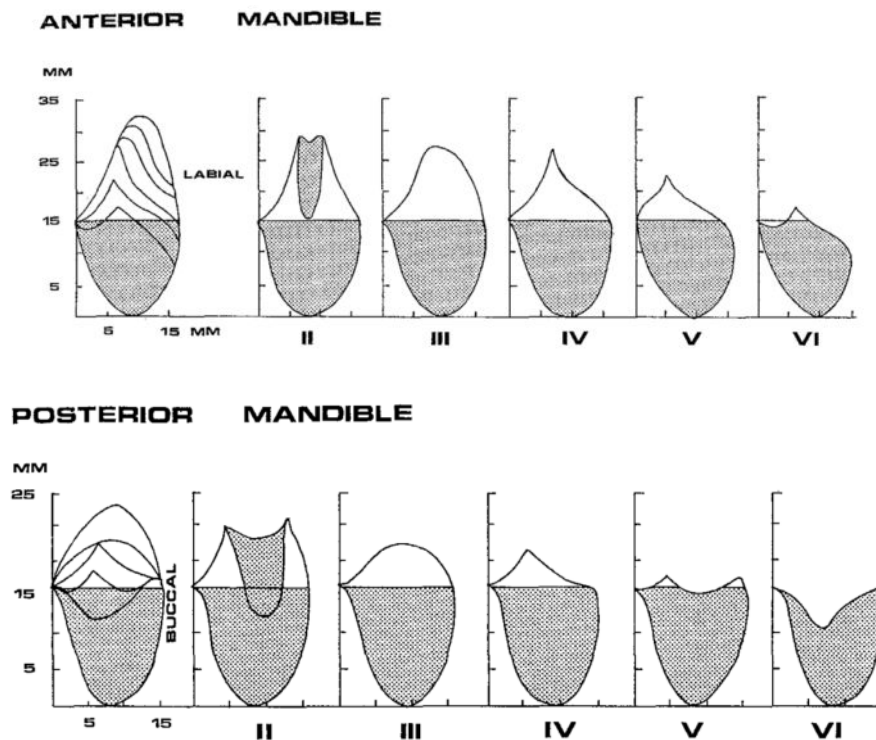 ANTERIOR MANDIBLE
MM
35
25
LABIAL
15
5
5 15 MM
II III IV V VI
POSTERIOR MANDIBLE
MM
25
15
BUCCAL
5
5 15
II III IV V VI